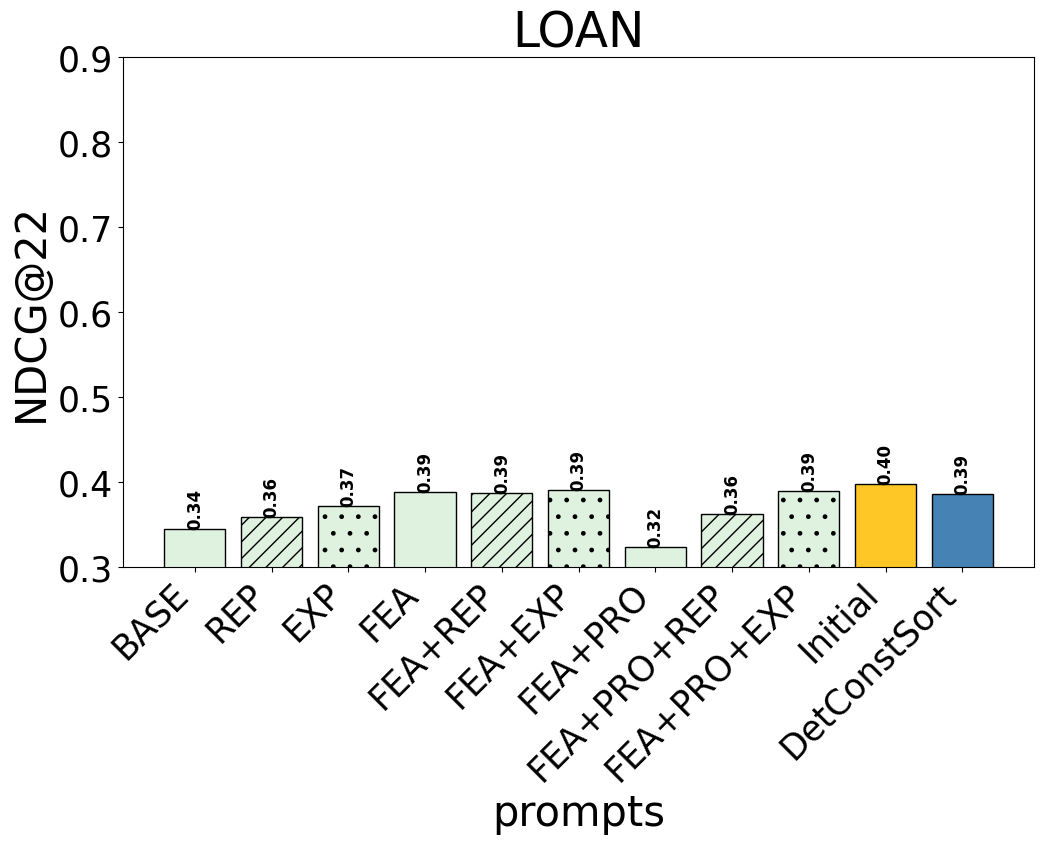 LOAN
NDCG@22
0.9
0.8
0.7
0.6
0.5
0.4
0.3
0.34
0.36
0.37
0.39
0.39
0.39
0.32
0.36
0.39
0.40
0.39
BASE
REP
EXP
FEA
FEA+REP
FEA+EXP
FEA+PRO
FEA+PRO+REP
FEA+PRO+EXP
Initial
DetConstSort
prompts